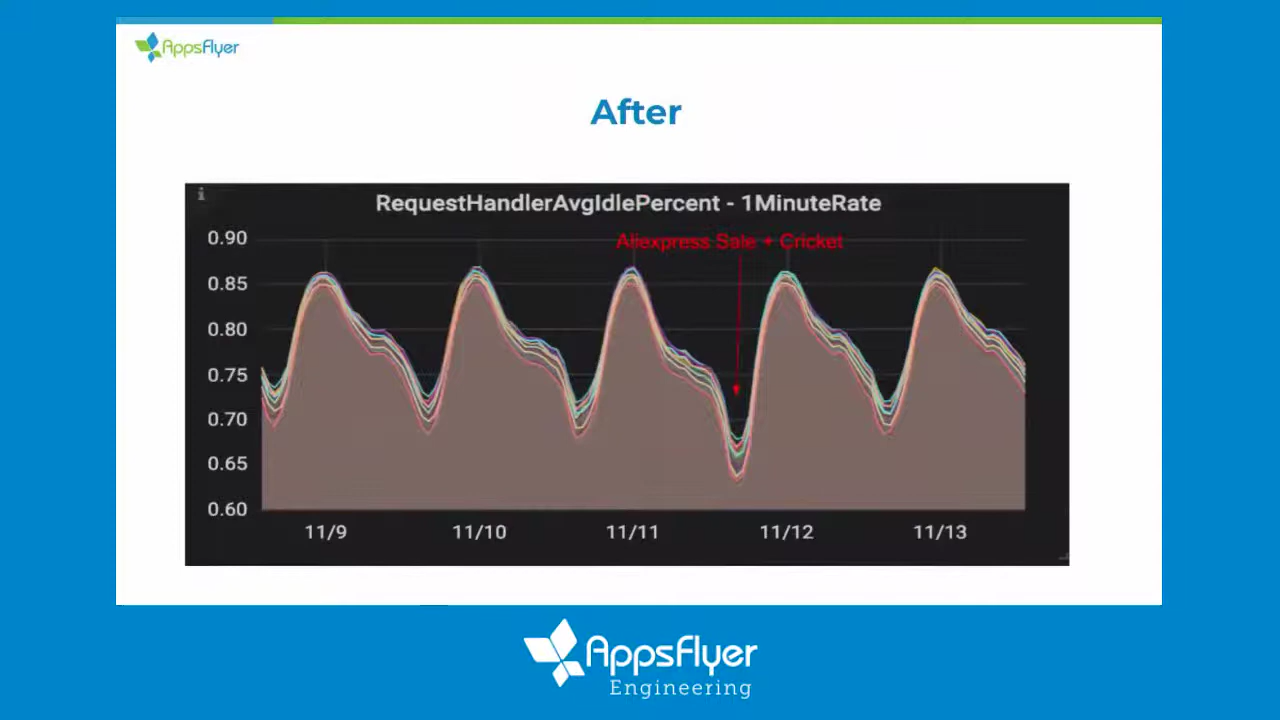 AppsFlyer
After
RequestHandlerAvgIdlePercent - 1MinuteRate
Aliexpress Sale + Cricket
0.90
0.85
0.80
0.75
0.70
0.65
0.60
11/9 11/10 11/11 11/12 11/13
AppsFlyer
Engineering